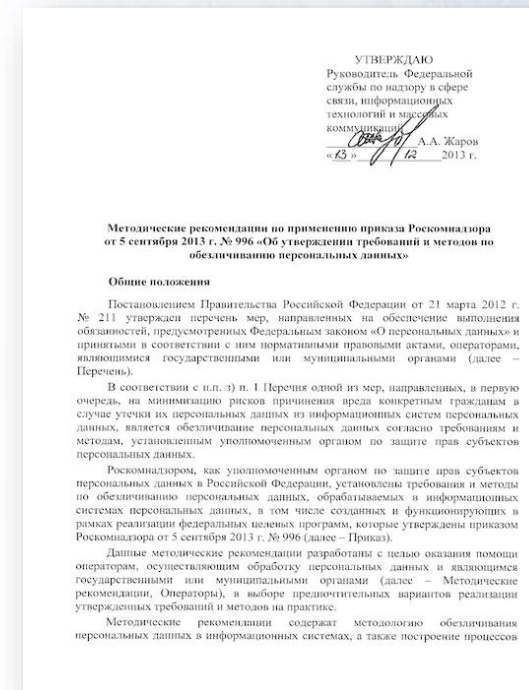 УТВЕРЖДАЮ
Руководитель Федеральной
службы по надзору в сфере
связи, информационных
технологий и массовых
коммуникаций
А.А. Жаров
« 13 » 12 2013 г.
Методические рекомендации по применению приказа Роскомнадзора
от 5 сентября 2013 г. № 996 «Об утверждении требований и методов по
обезличиванию персональных данных»
Общие положения
Постановлением Правительства Российской Федерации от 21 марта 2012 г.
№ 211 утвержден перечень мер, направленных на обеспечение выполнения
обязанностей, предусмотренных Федеральным законом «О персональных данных» и
принятыми в соответствии с ним нормативными правовыми актами, операторами,
являющимися государственными или муниципальными органами (далее –
Перечень).
В соответствии с п.п. з) п. 1 Перечня одной из мер, направленных, в первую
очередь, на минимизацию рисков причинения вреда конкретным гражданам в
случае утечки их персональных данных из информационных систем персональных
данных, является обезличивание персональных данных согласно требованиям и
методам, установленным уполномоченным органом по защите прав субъектов
персональных данных.
Роскомнадзором, как уполномоченным органом по защите прав субъектов
персональных данных в Российской Федерации, установлены требования и методы
по обезличиванию персональных данных, обрабатываемых в информационных
системах персональных данных, в том числе созданных и функционирующих в
рамках реализации федеральных целевых программ, которые утверждены приказом
Роскомнадзора от 5 сентября 2013 г. № 996 (далее – Приказ).
Данные методические рекомендации разработаны с целью оказания помощи
операторам, осуществляющим обработку персональных данных и являющимся
государственными или муниципальными органами (далее – Методические
рекомендации, Операторы), в выборе предпочтительных вариантов реализации
утвержденных требований и методов на практике.
Методические рекомендации содержат методологию обезличивания
персональных данных в информационных системах, а также построение процессов